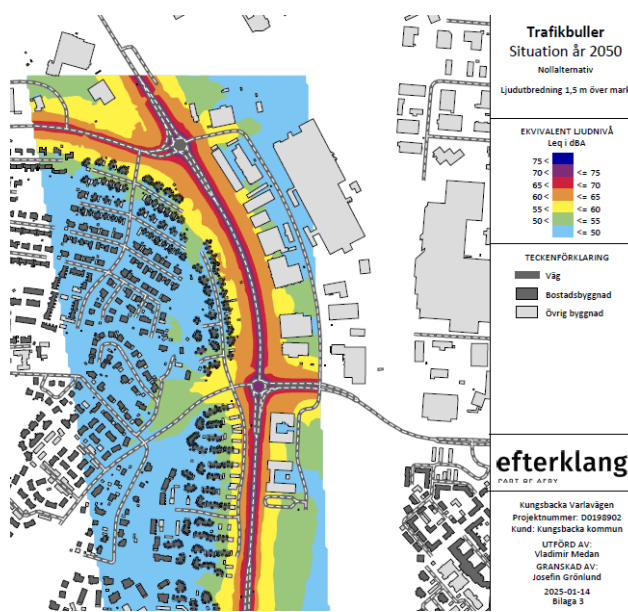 Trafikbuller
Situation år 2050
Nollalternativ
Ljudutbredning 1,5 m över mark
EKVIVALENT LJUDNIVÅ
Leq i dBA
75 <
70 < <= 75
65 < <= 70
60 < <= 65
55 < <= 60
50 < <= 55
<= 50
TECKENFÖRKLARING
Väg
Bostadsbyggnad
Övrig byggnad
efterklang
PART OF AFRY
Kungsbacka Varlavägen
Projektnummer: D0198902
Kund: Kungsbacka kommun
UTFÖRD AV:
Vladimir Medan
GRANSKAD AV:
Josefin Grönlund
2025-01-14
Bilaga 3